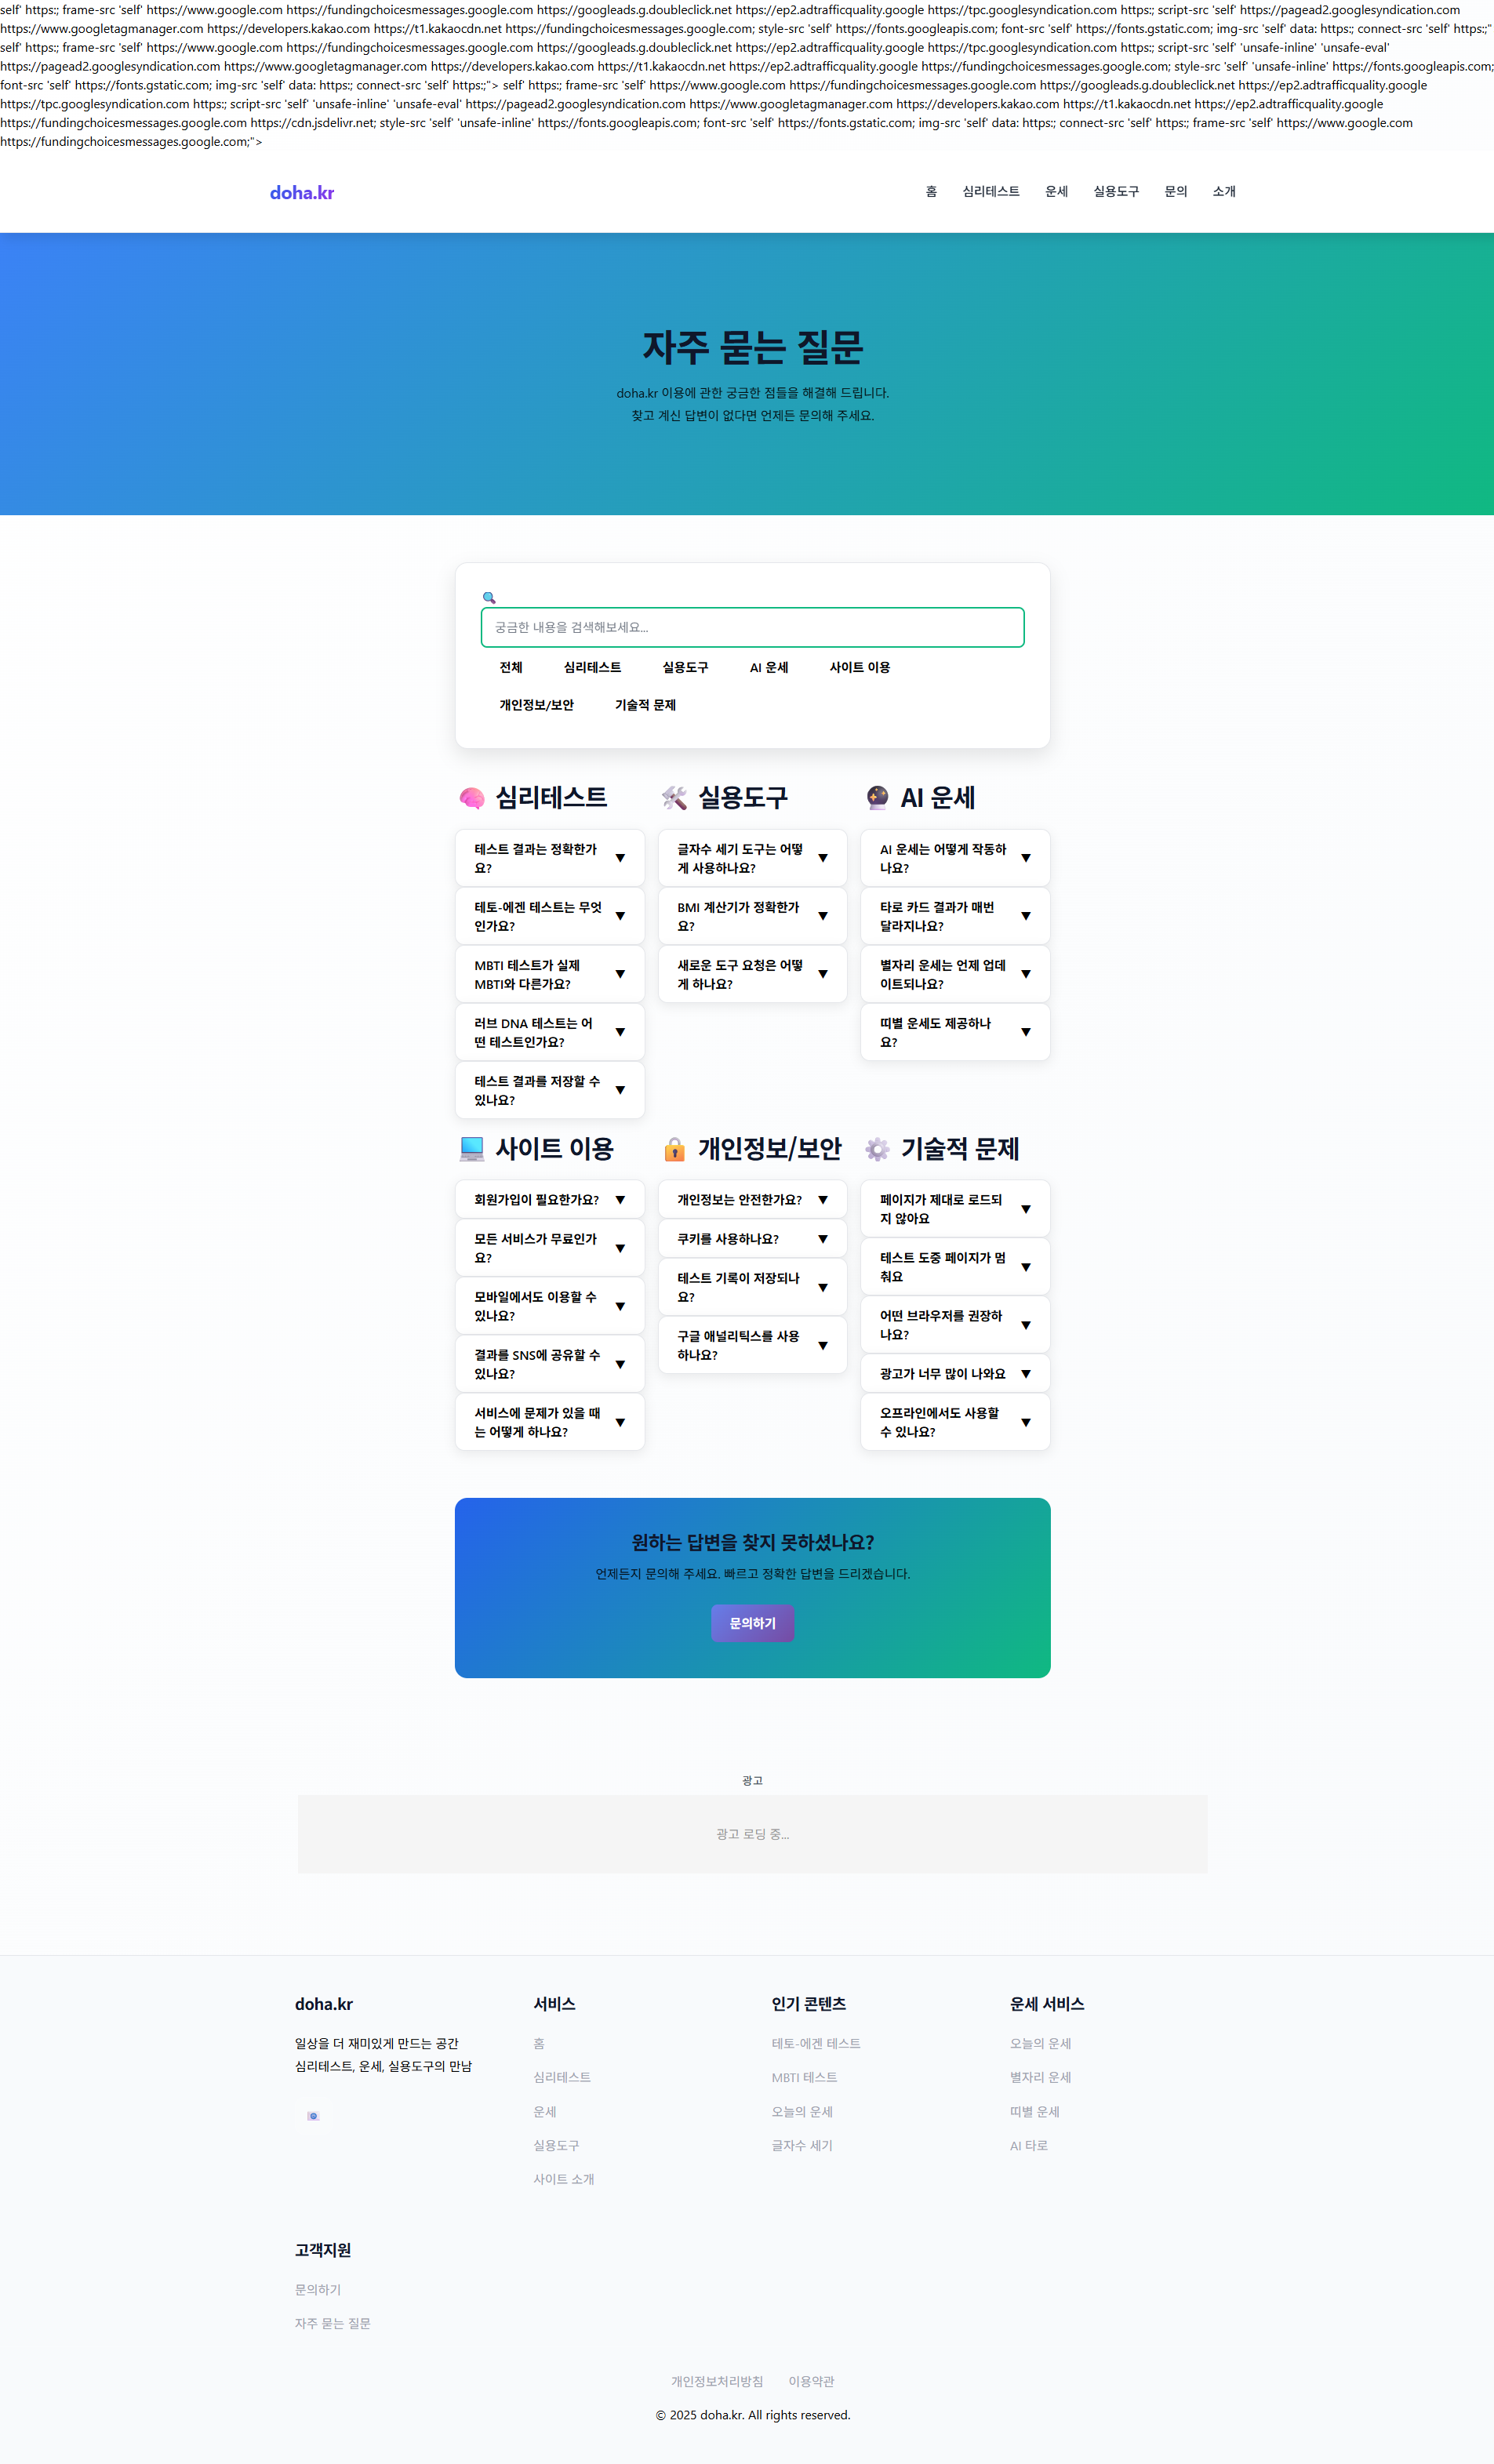 self' https:; frame-src 'self' https://www.google.com https://fundingchoicesmessages.google.com https://googleads.g.doubleclick.net https://ep2.adtrafficquality.google https://tpc.googlesyndication.com https:; script-src 'self' https://pagead2.googlesyndication.com
https://www.googletagmanager.com https://developers.kakao.com https://t1.kakaocdn.net https://fundingchoicesmessages.google.com; style-src 'self' https://fonts.googleapis.com; font-src 'self' https://fonts.gstatic.com; img-src 'self' data: https:; connect-src 'self' https:;"
self' https:; frame-src 'self' https://www.google.com https://fundingchoicesmessages.google.com https://googleads.g.doubleclick.net https://ep2.adtrafficquality.google https://tpc.googlesyndication.com https:; script-src 'self' 'unsafe-inline' 'unsafe-eval'
https://pagead2.googlesyndication.com https://www.googletagmanager.com https://developers.kakao.com https://t1.kakaocdn.net https://ep2.adtrafficquality.google https://fundingchoicesmessages.google.com; style-src 'self' 'unsafe-inline' https://fonts.googleapis.com;
font-src 'self' https://fonts.gstatic.com; img-src 'self' data: https:; connect-src 'self' https:;"> self' https:; frame-src 'self' https://www.google.com https://fundingchoicesmessages.google.com https://googleads.g.doubleclick.net https://ep2.adtrafficquality.google
https://tpc.googlesyndication.com https:; script-src 'self' 'unsafe-inline' 'unsafe-eval' https://pagead2.googlesyndication.com https://www.googletagmanager.com https://developers.kakao.com https://t1.kakaocdn.net https://ep2.adtrafficquality.google
https://fundingchoicesmessages.google.com https://cdn.jsdelivr.net; style-src 'self' 'unsafe-inline' https://fonts.googleapis.com; font-src 'self' https://fonts.gstatic.com; img-src 'self' data: https:; connect-src 'self' https:; frame-src 'self' https://www.google.com
https://fundingchoicesmessages.google.com;">
doha.kr
홈 심리테스트 운세 실용도구 문의 소개
자주 묻는 질문
doha.kr 이용에 관한 궁금한 점들을 해결해 드립니다.
찾고 계신 답변이 없다면 언제든 문의해 주세요.
궁금한 내용을 검색해보세요...
전체 심리테스트 실용도구 AI 운세 사이트 이용
개인정보/보안 기술적 문제
심리테스트
테스트 결과는 정확한가
요?
▼
테토-에겐 테스트는 무엇
인가요?
▼
MBTI 테스트가 실제
MBTI와 다른가요?
▼
러브 DNA 테스트는 어
떤 테스트인가요?
▼
테스트 결과를 저장할 수
있나요?
▼
실용도구
글자수 세기 도구는 어떻
게 사용하나요?
▼
BMI 계산기가 정확한가
요?
▼
새로운 도구 요청은 어떻
게 하나요?
▼
AI 운세
AI 운세는 어떻게 작동하
나요?
▼
타로 카드 결과가 매번
달라지나요?
▼
별자리 운세는 언제 업데
이트되나요?
▼
띠별 운세도 제공하나
요?
▼
사이트 이용
회원가입이 필요한가요? ▼
모든 서비스가 무료인가
요?
▼
모바일에서도 이용할 수
있나요?
▼
결과를 SNS에 공유할 수
있나요?
▼
서비스에 문제가 있을 때
는 어떻게 하나요?
▼
개인정보/보안
개인정보는 안전한가요? ▼
쿠키를 사용하나요? ▼
테스트 기록이 저장되나
요?
▼
구글 애널리틱스를 사용
하나요?
▼
기술적 문제
페이지가 제대로 로드되
지 않아요
▼
테스트 도중 페이지가 멈
춰요
▼
어떤 브라우저를 권장하
나요?
▼
광고가 너무 많이 나와요 ▼
오프라인에서도 사용할
수 있나요?
▼
원하는 답변을 찾지 못하셨나요?
언제든지 문의해 주세요. 빠르고 정확한 답변을 드리겠습니다.
문의하기
광고
광고 로딩 중...
doha.kr
일상을 더 재미있게 만드는 공간
심리테스트, 운세, 실용도구의 만남
서비스
홈
심리테스트
운세
실용도구
사이트 소개
인기 콘텐츠
테토-에겐 테스트
MBTI 테스트
오늘의 운세
글자수 세기
운세 서비스
오늘의 운세
별자리 운세
띠별 운세
AI 타로
고객지원
문의하기
자주 묻는 질문
개인정보처리방침 이용약관
© 2025 doha.kr. All rights reserved.